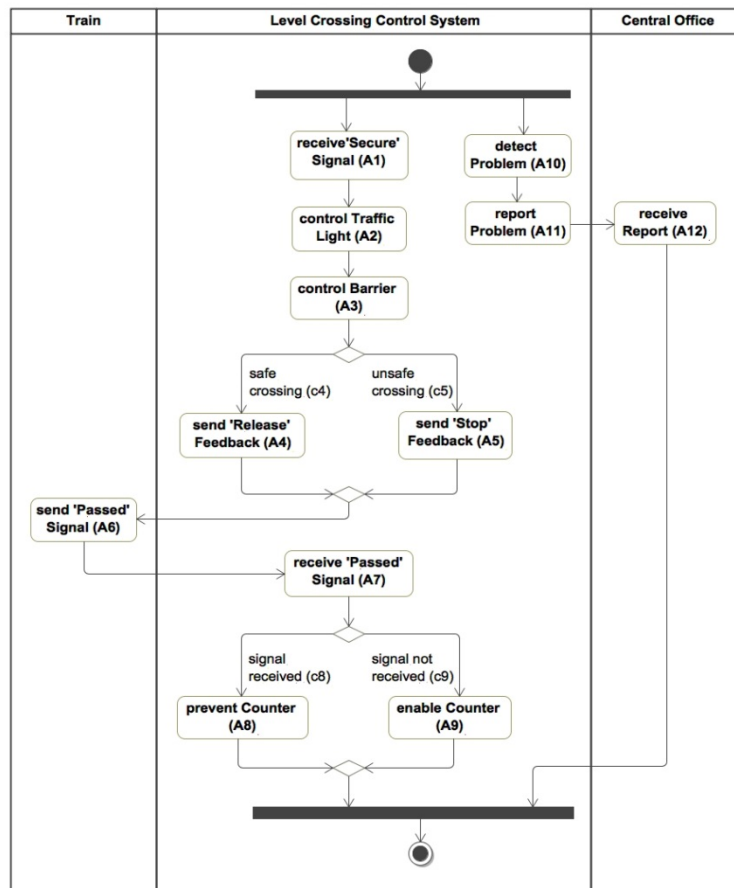 Train
Level Crossing Control System
Central Office
receive'Secure'
Signal (A1)
detect
Problem (A10)
control Traffic
Light (A2)
report
Problem (A11)
receive
Report (A12)
control Barrier
(A3)
safe
crossing (c4)
unsafe
crossing (c5)
send 'Release'
Feedback (A4)
send 'Stop'
Feedback (A5)
send 'Passed'
Signal (A6)
receive 'Passed'
Signal (A7)
signal
received (c8)
signal not
received (c9)
prevent Counter
(A8)
enable Counter
(A9)